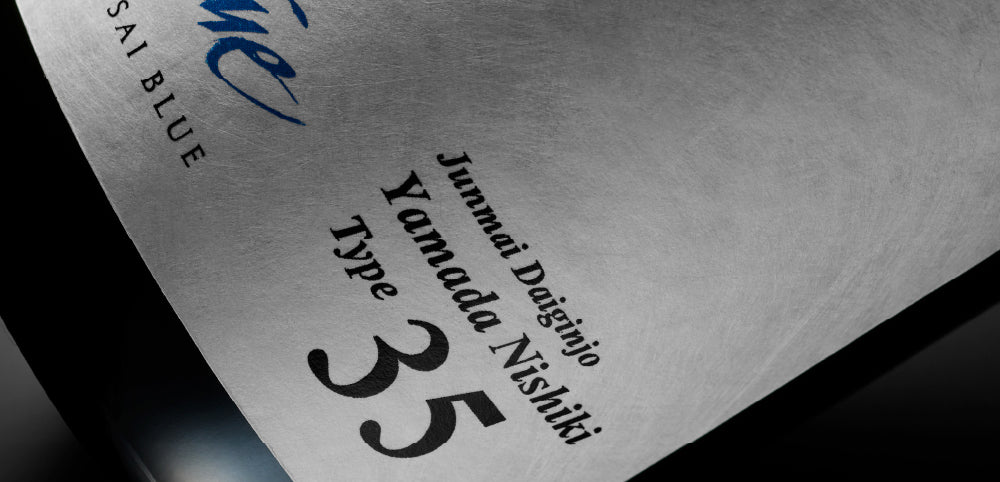 SAI BLUE
Junmai Daiginjo
Yamada Nishiki
Type
35